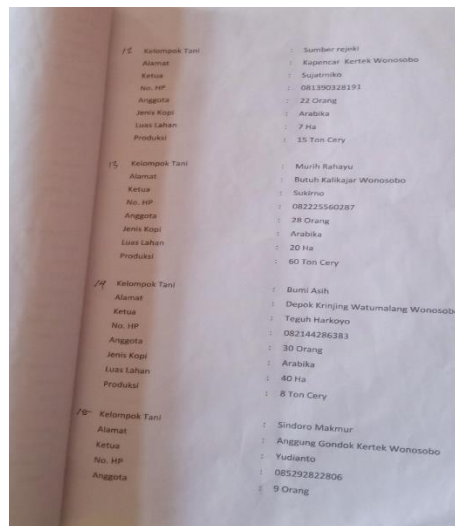 12 Kelompok Tani : Sumber rejeki
Alamat : Kapencar Kertek Wonosobo
Ketua : Sujatmiko
No. HP : 081390328191
Anggota : 22 Orang
Jenis Kopi : Arabika
Luas Lahan : 7 Ha
Produksi : 15 Ton Cery
13 Kelompok Tani : Murih Rahayu
Alamat : Butuh Kalikajar Wonosobo
Ketua : Sukirno
No. HP : 082225560287
Anggota : 28 Orang
Jenis Kopi : Arabika
Luas Lahan : 20 Ha
Produksi : 60 Ton Cery
14 Kelompok Tani : Bumi Asih
Alamat : Depok Krinjing Watumalang Wonosobo
Ketua : Teguh Harkoyo
No. HP : 082144286383
Anggota : 30 Orang
Jenis Kopi : Arabika
Luas Lahan : 40 Ha
Produksi : 8 Ton Cery
15 Kelompok Tani : Sindoro Makmur
Alamat : Anggung Gondok Kertek Wonosobo
Ketua : Yudianto
No. HP : 085292822806
Anggota : 9 Orang